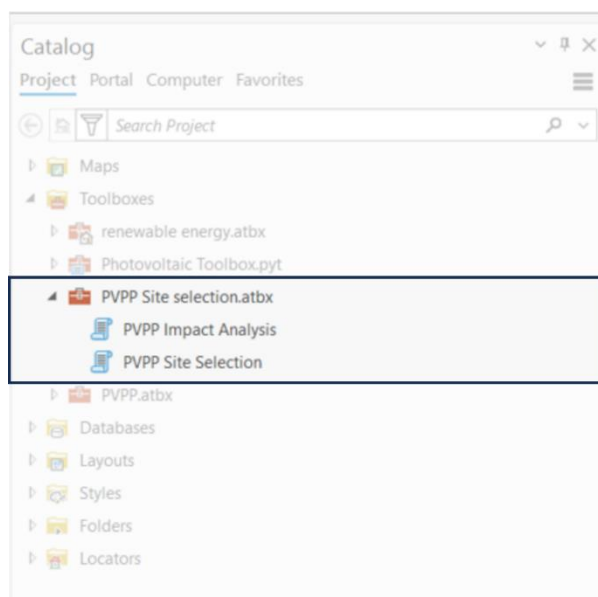 Catalog
Project Portal Computer Favorites
Search Project
Maps
Toolboxes
renewable energy.atbx
Photovoltaic Toolbox.pyt
PVPP Site selection.atbx
PVPP Impact Analysis
PVPP Site Selection
PVPP.atbx
Databases
Layouts
Styles
Folders
Locators